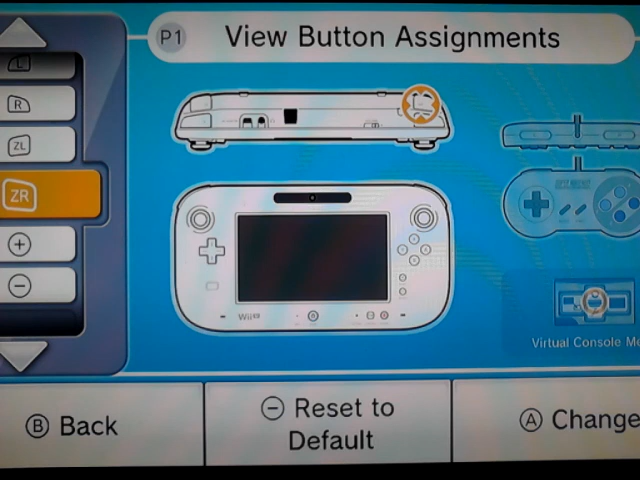 P1 View Button Assignments
L
R
ZL
ZR
+
−
Wii U
Virtual Console Me
B Back
− Reset to
Default
A Change